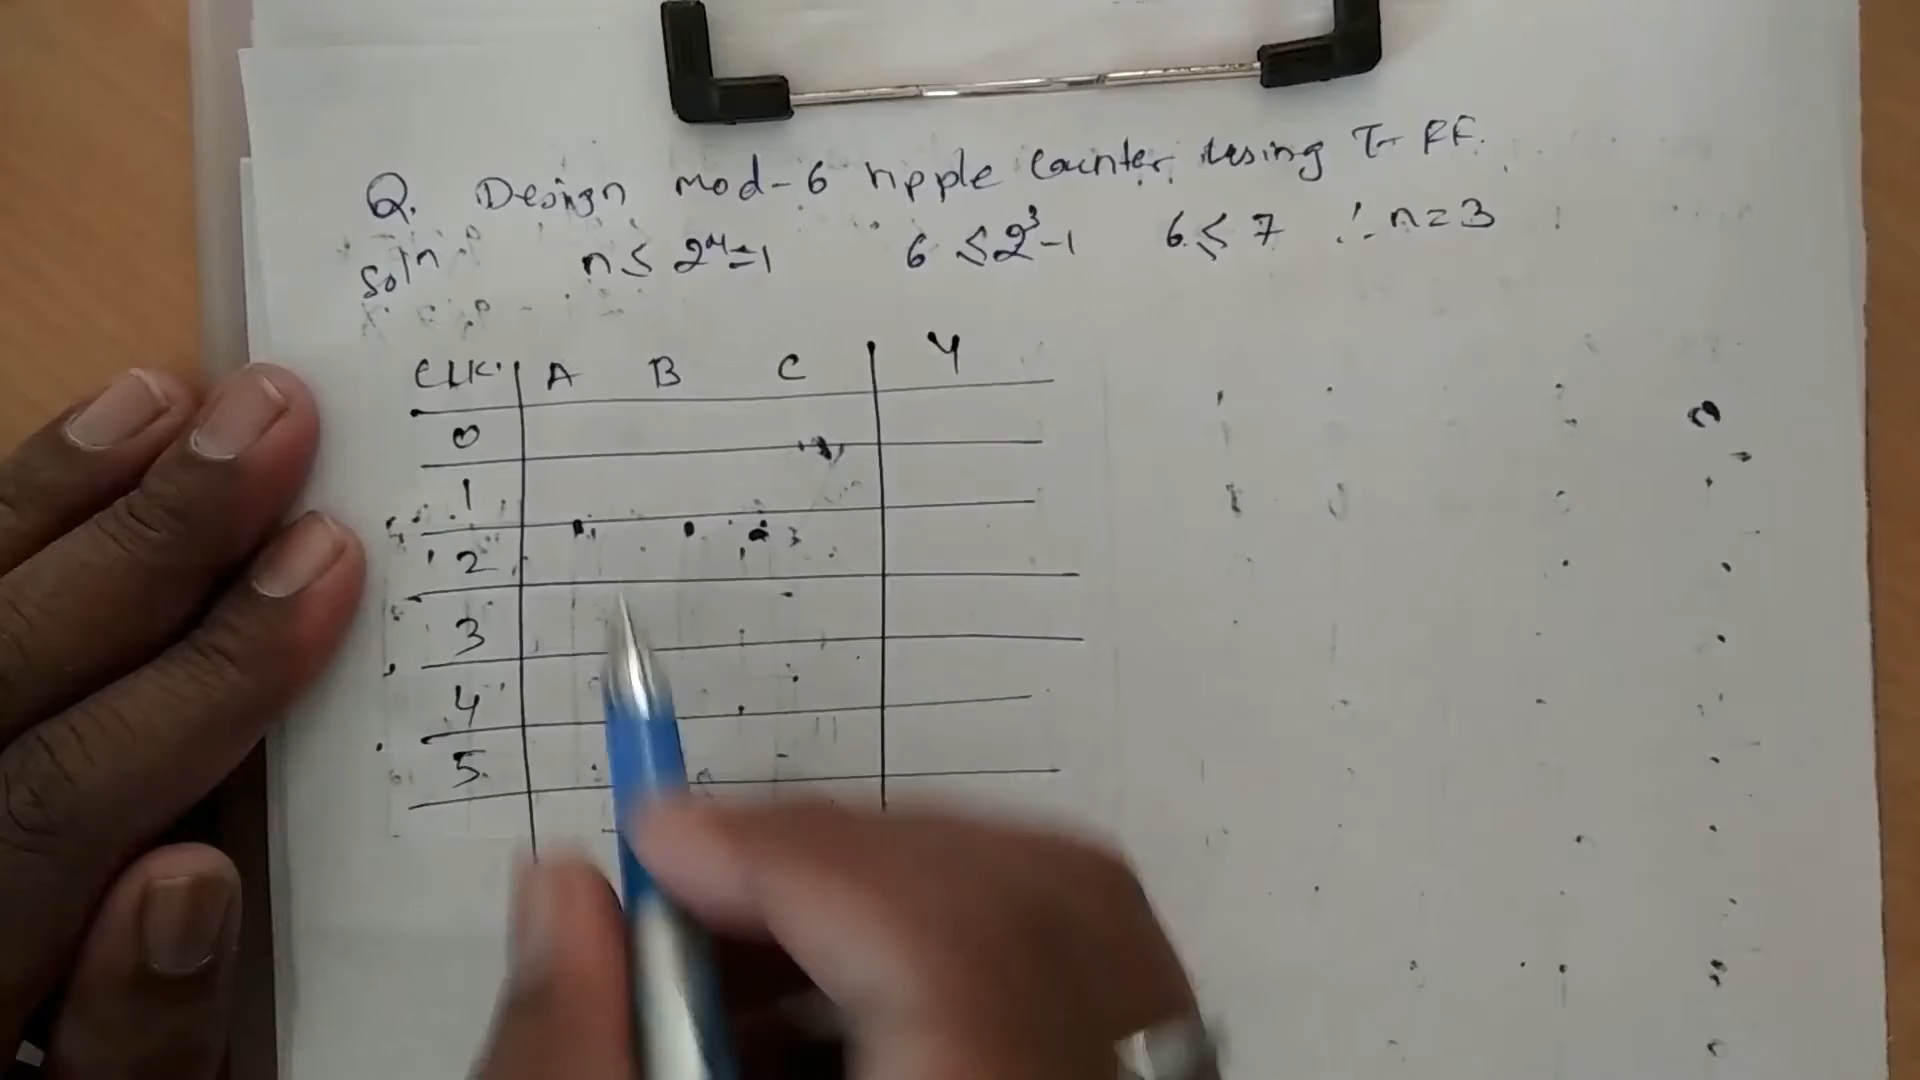 Q. Design mod-6 ripple counter using T-FF.
Soln n ≤ 2^n-1 6 ≤ 2^3-1 6 ≤ 7 ∴ n=3
CLK A B C Y
0
1
2
3
4
5